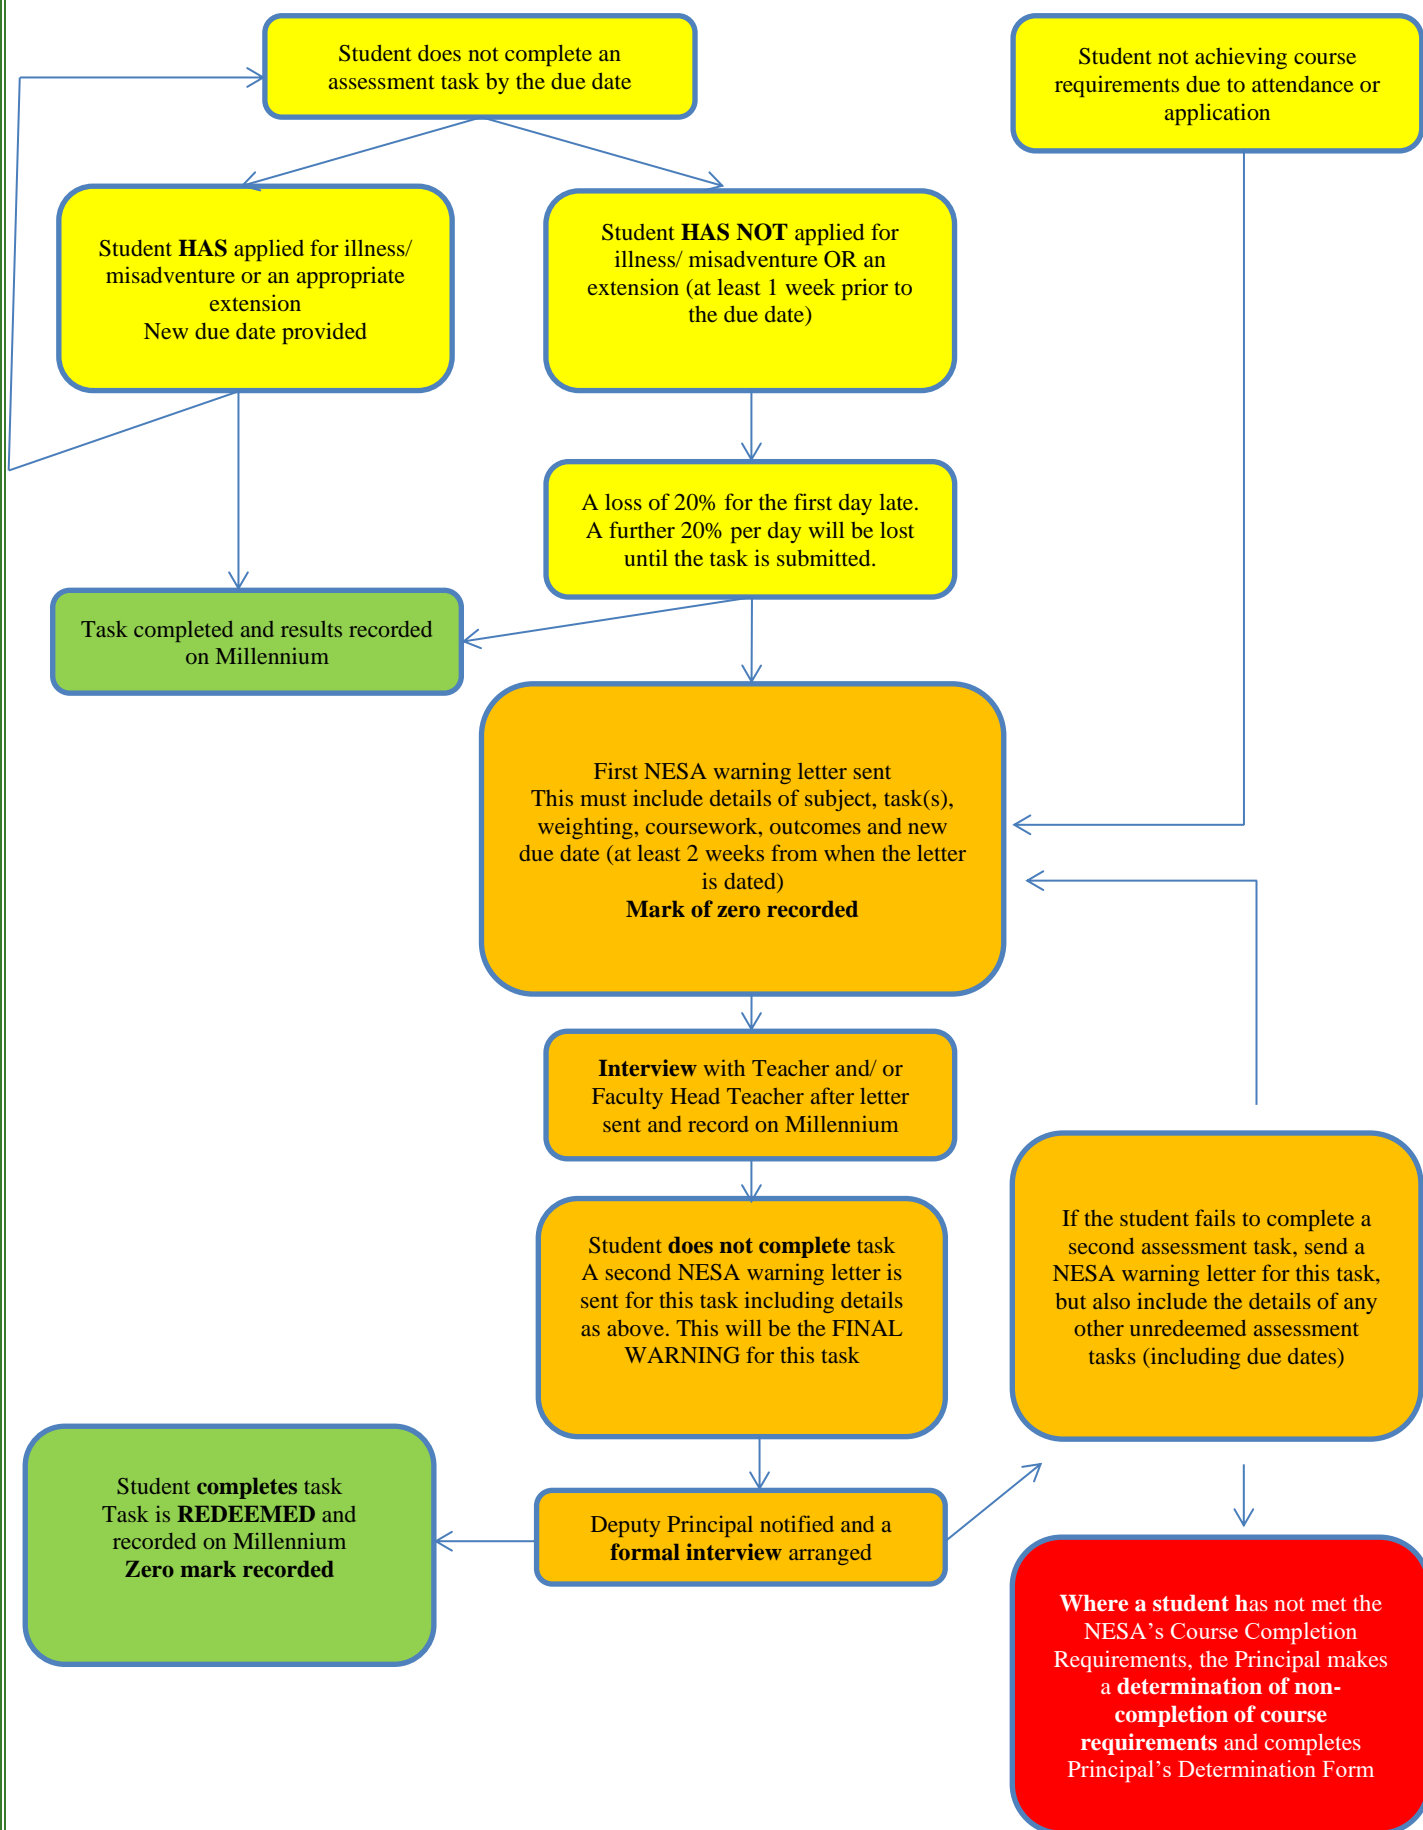 Student does not complete an
assessment task by the due date
Student not achieving course
requirements due to attendance or
application
Student HAS applied for illness/
misadventure or an appropriate
extension
New due date provided
Student HAS NOT applied for
illness/ misadventure OR an
extension (at least 1 week prior to
the due date)
A loss of 20% for the first day late.
A further 20% per day will be lost
until the task is submitted.
Task completed and results recorded
on Millennium
First NESA warning letter sent
This must include details of subject, task(s),
weighting, coursework, outcomes and new
due date (at least 2 weeks from when the letter
is dated)
Mark of zero recorded
Interview with Teacher and/ or
Faculty Head Teacher after letter
sent and record on Millennium
Student does not complete task
A second NESA warning letter is
sent for this task including details
as above. This will be the FINAL
WARNING for this task
If the student fails to complete a
second assessment task, send a
NESA warning letter for this task,
but also include the details of any
other unredeemed assessment
tasks (including due dates)
Student completes task
Task is REDEEMED and
recorded on Millennium
Zero mark recorded
Deputy Principal notified and a
formal interview arranged
Where a student has not met the
NESA’s Course Completion
Requirements, the Principal makes
a determination of non-
completion of course
requirements and completes
Principal’s Determination Form